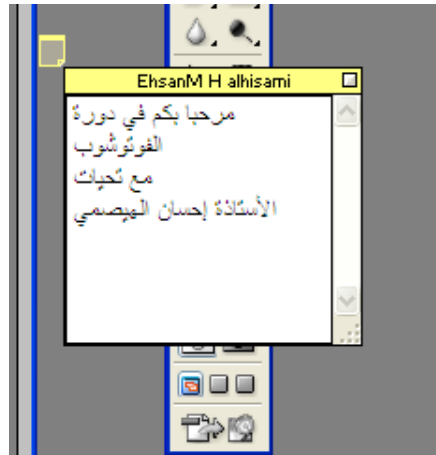 EhsanM H alhisami
مرحبا بكم في دورة
الفوتوشوب
مع تحيات
الأستاذة إحسان الهيصمي